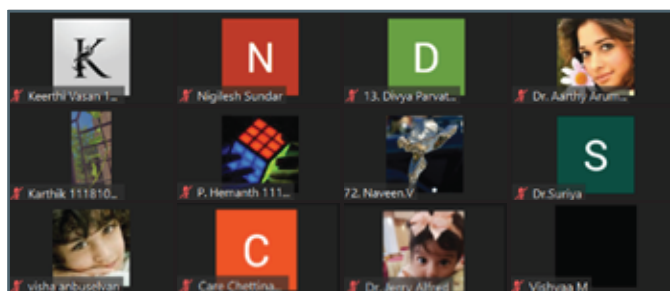 K
N
D
Keerthi Vasan 1...
Nigilesh Sundar
13. Divya Parvat...
Dr. Aarthy Arum...
S
Karthik 111810...
P. Hemanth 111...
72. Naveen.V
Dr.Suriya
C
visha anbuselvan
Care Chettina...
Dr. Jerry Alfred
Vishvaa M